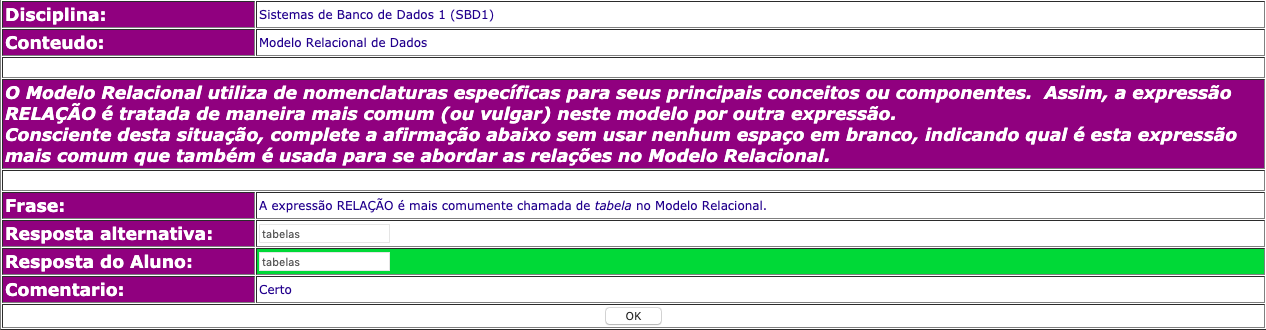 Disciplina: Sistemas de Banco de Dados 1 (SBD1)
Conteudo: Modelo Relacional de Dados
O Modelo Relacional utiliza de nomenclaturas específicas para seus principais conceitos ou componentes.  Assim, a expressão
RELAÇÃO é tratada de maneira mais comum (ou vulgar) neste modelo por outra expressão.
Consciente desta situação, complete a afirmação abaixo sem usar nenhum espaço em branco, indicando qual é esta expressão
mais comum que também é usada para se abordar as relações no Modelo Relacional.
Frase: A expressão RELAÇÃO é mais comumente chamada de tabela no Modelo Relacional.
Resposta alternativa: tabelas
Resposta do Aluno: tabelas
Comentario: Certo
OK